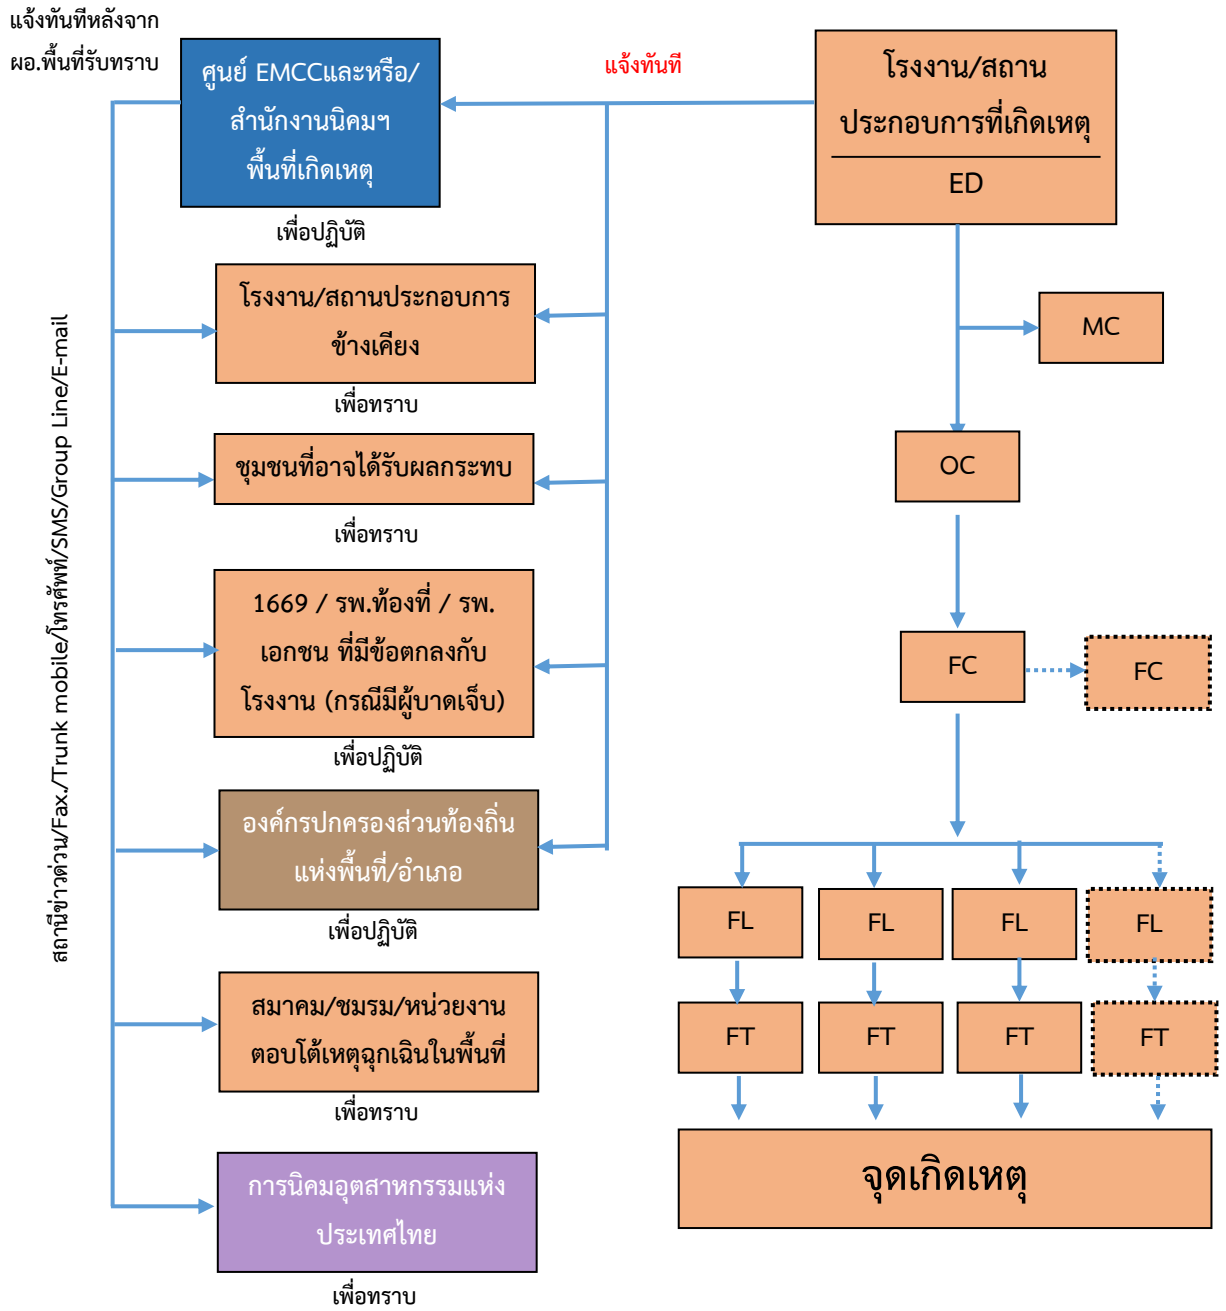 แจ้งทันทีหลังจาก
ผอ.พื้นที่รับทราบ
ศูนย์ EMCCและหรือ/
สำนักงานนิคมฯ
พื้นที่เกิดเหตุ
เพื่อปฏิบัติ
แจ้งทันที
โรงงาน/สถาน
ประกอบการที่เกิดเหตุ
ED
โรงงาน/สถานประกอบการ
ข้างเคียง
เพื่อทราบ
ชุมชนที่อาจได้รับผลกระทบ
เพื่อทราบ
1669 / รพ.ท้องที่ / รพ.
เอกชน ที่มีข้อตกลงกับ
โรงงาน (กรณีมีผู้บาดเจ็บ)
เพื่อปฏิบัติ
องค์กรปกครองส่วนท้องถิ่น
แห่งพื้นที่/อำเภอ
เพื่อปฏิบัติ
สมาคม/ชมรม/หน่วยงาน
ตอบโต้เหตุฉุกเฉินในพื้นที่
เพื่อทราบ
การนิคมอุตสาหกรรมแห่ง
ประเทศไทย
เพื่อทราบ
สถานีข่าวด่วน/Fax./Trunk mobile/โทรศัพท์/SMS/Group Line/E-mail
MC
OC
FC
FC
FL
FL
FL
FL
FT
FT
FT
FT
จุดเกิดเหตุ